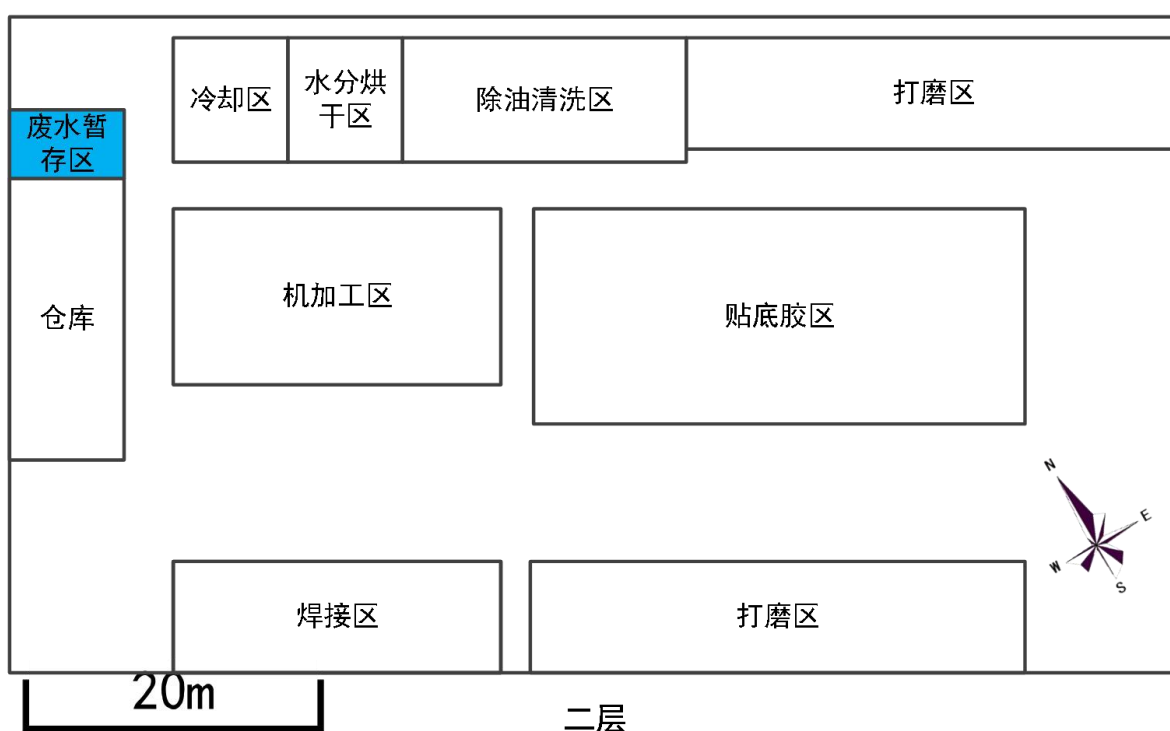 冷却区
水分烘
干区
除油清洗区
打磨区
废水暂
存区
仓库
机加工区
贴底胶区
N
E
W
S
焊接区
打磨区
20m
二层